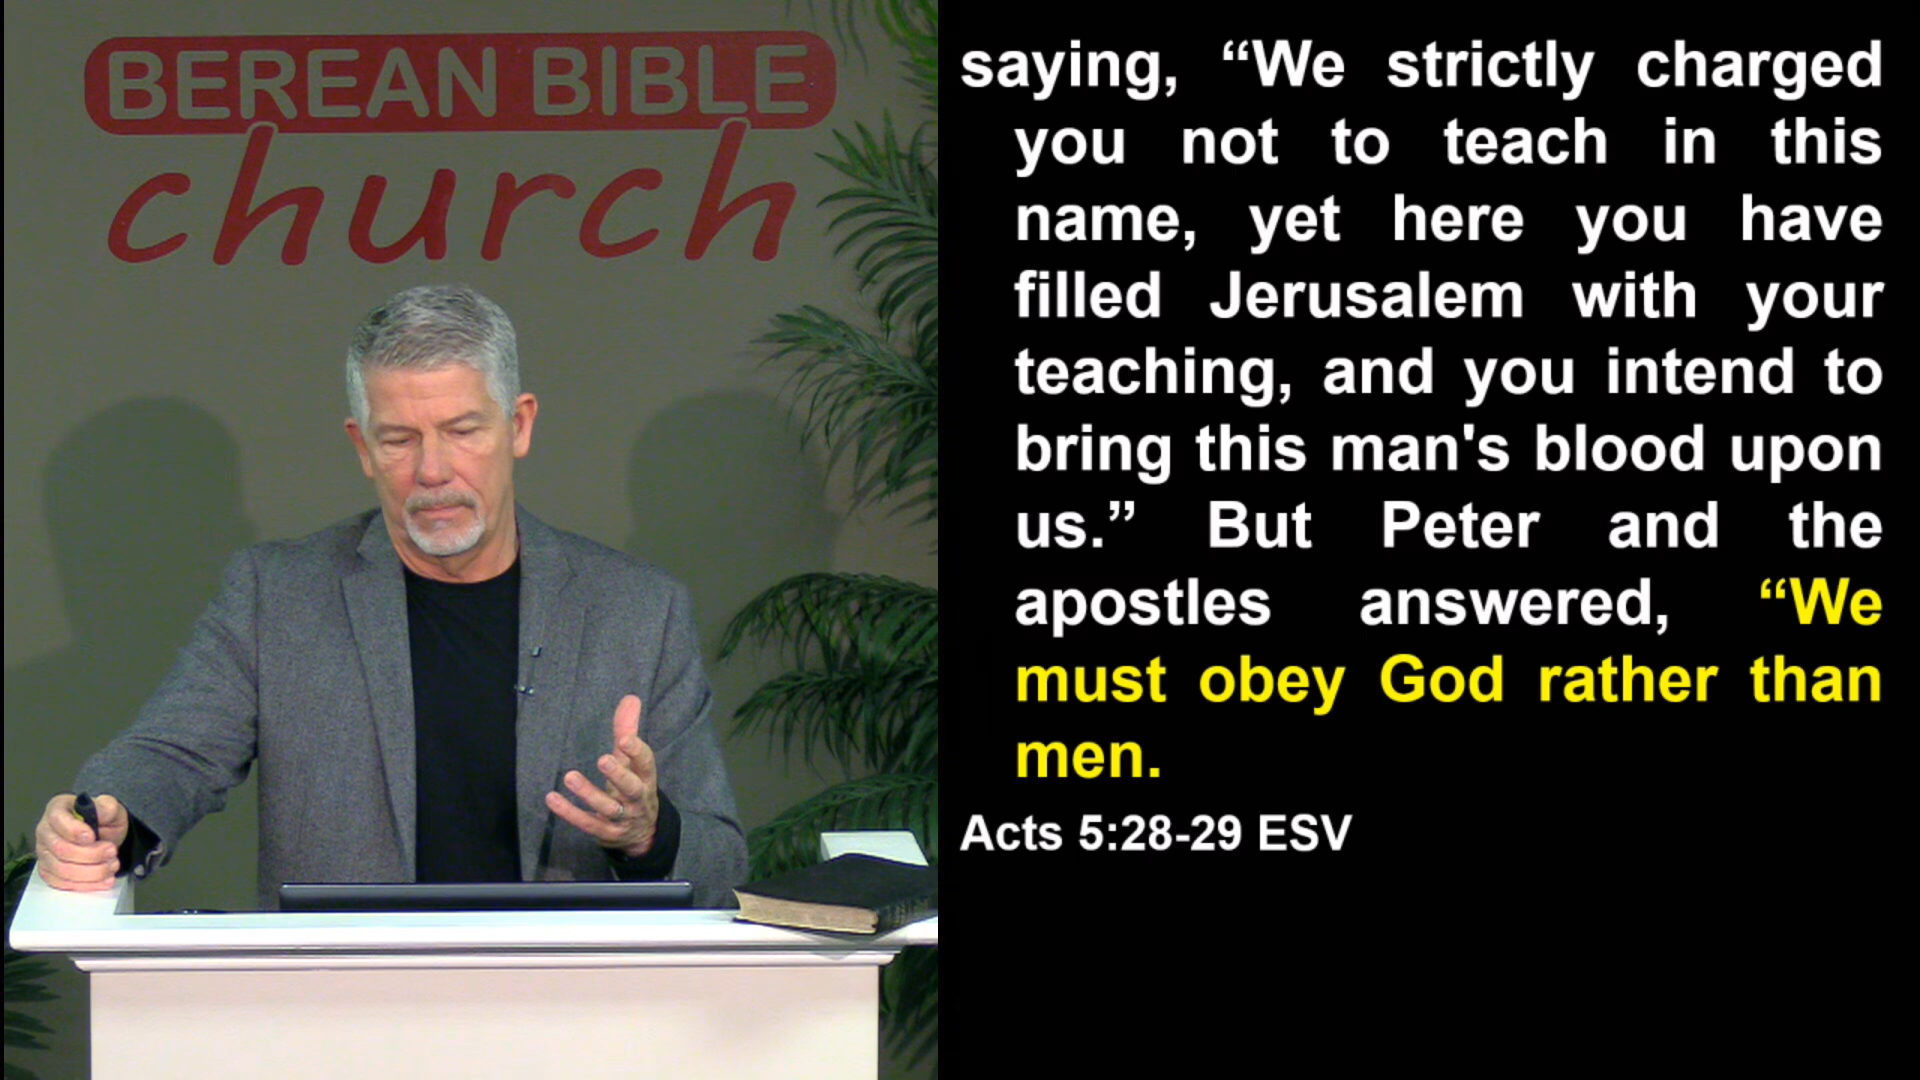 BEREAN BIBLE
church
saying, “We strictly charged
you not to teach in this
name, yet here you have
filled Jerusalem with your
teaching, and you intend to
bring this man's blood upon
us.” But Peter and the
apostles answered, “We
must obey God rather than
men.
Acts 5:28-29 ESV